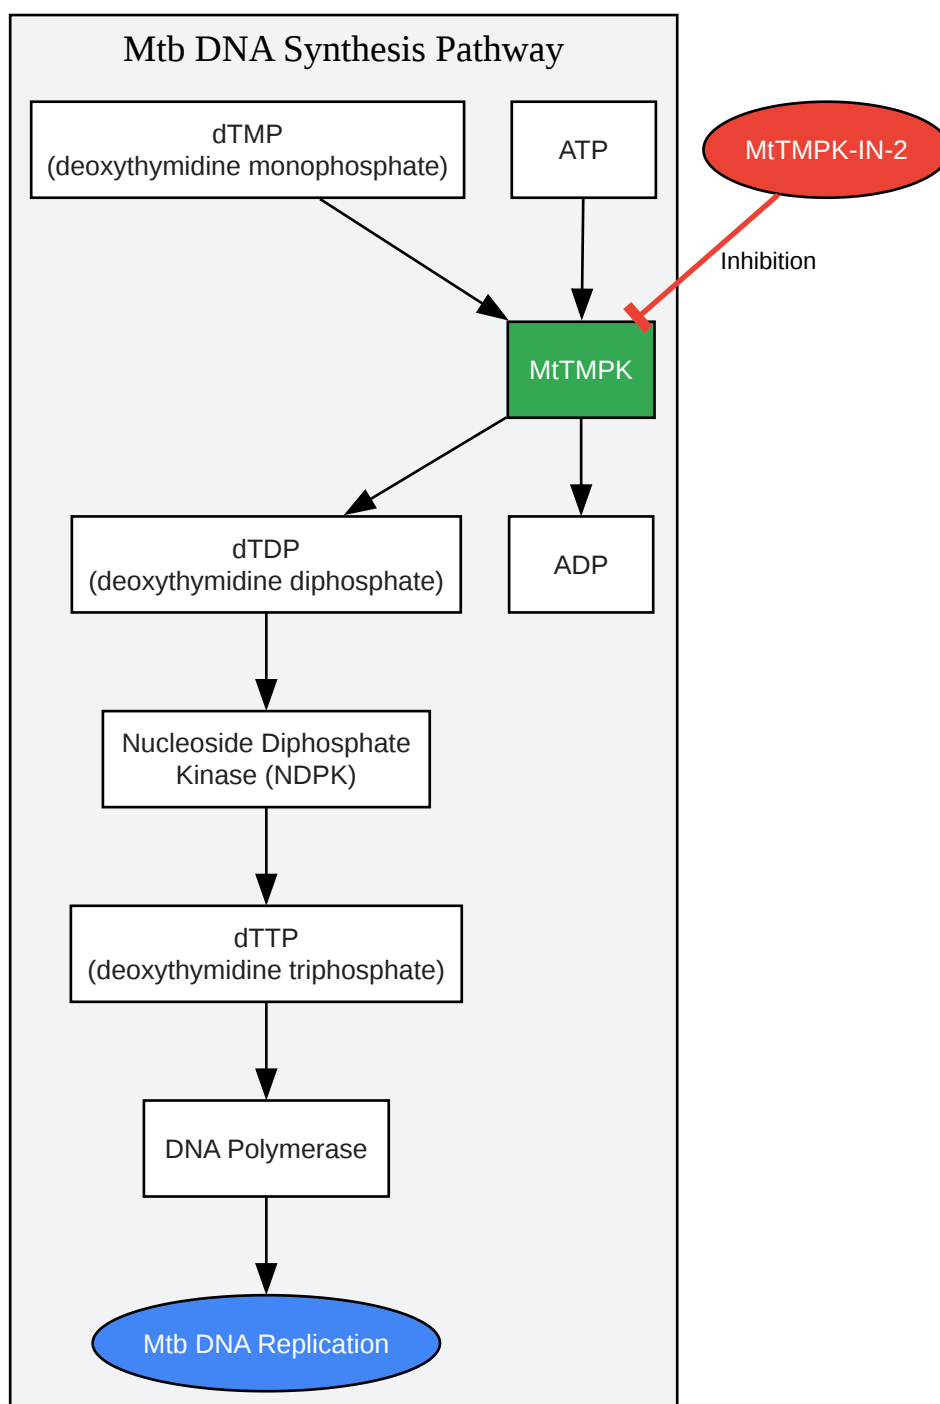 Mtb DNA Synthesis Pathway
dTMP
(deoxythymidine monophosphate)
ATP
MtTMPK-IN-2
Inhibition
MtTMPK
dTDP
(deoxythymidine diphosphate)
ADP
Nucleoside Diphosphate
Kinase (NDPK)
dTTP
(deoxythymidine triphosphate)
DNA Polymerase
Mtb DNA Replication